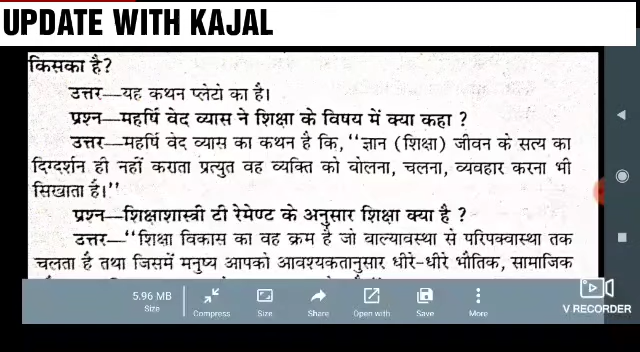 UPDATE WITH KAJAL
किसका है?
उत्तर—यह कथन प्लेटो का है।
प्रश्न—महर्षि वेद व्यास ने शिक्षा के विषय में क्या कहा ?
उत्तर—महर्षि वेद व्यास का कथन है कि, ‘‘ज्ञान (शिक्षा) जीवन के सत्य का
दिग्दर्शन ही नहीं कराता प्रत्युत वह व्यक्ति को बोलना, चलना, व्यवहार करना भी
सिखाता है।’’
प्रश्न—शिक्षाशास्त्री टी रेमेण्ट के अनुसार शिक्षा क्या है ?
उत्तर—‘‘शिक्षा विकास का वह क्रम है जो बाल्यावस्था से परिपक्वास्था तक
चलता है तथा जिसमें मनुष्य आपको आवश्यकतानुसार धीरे-धीरे भौतिक, सामाजिक
5.96 MB
Size
Compress
Size
Share
Open with
Save
More
V RECORDER